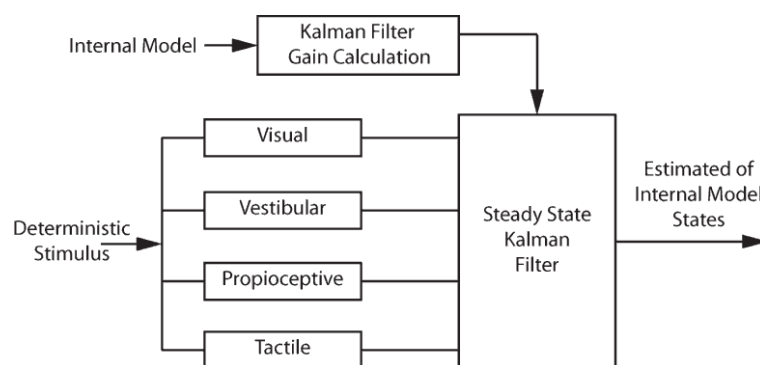 Internal Model
Kalman Filter
Gain Calculation
Visual
Vestibular
Propioceptive
Tactile
Deterministic
Stimulus
Steady State
Kalman
Filter
Estimated of
Internal Model
States